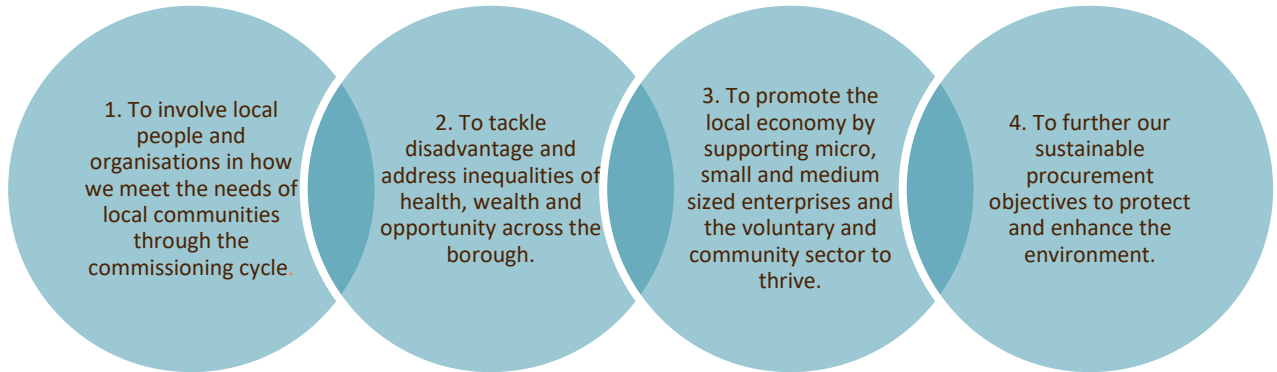 1. To involve local
people and
organisations in how
we meet the needs of
local communities
through the
commissioning cycle.
2. To tackle
disadvantage and
address inequalities of
health, wealth and
opportunity across the
borough.
3. To promote the
local economy by
supporting micro,
small and medium
sized enterprises and
the voluntary and
community sector to
thrive.
4. To further our
sustainable
procurement
objectives to protect
and enhance the
environment.